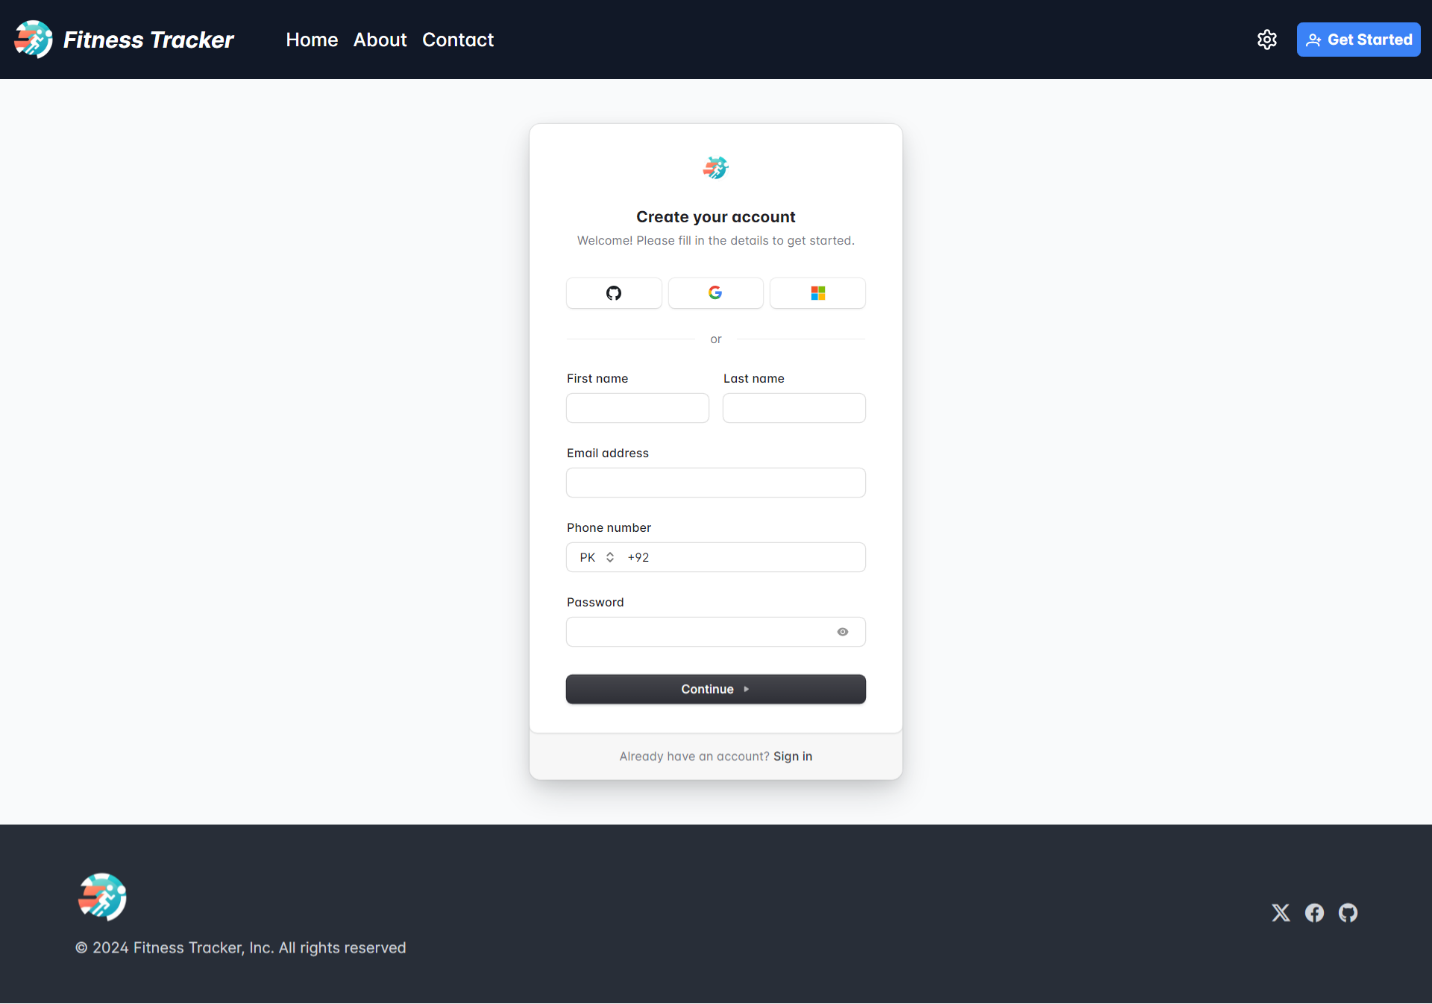 Fitness Tracker Home About Contact Get Started
Create your account
Welcome! Please fill in the details to get started.
or
First name Last name
Email address
Phone number
PK +92
Password
Continue
Already have an account? Sign in
© 2024 Fitness Tracker, Inc. All rights reserved